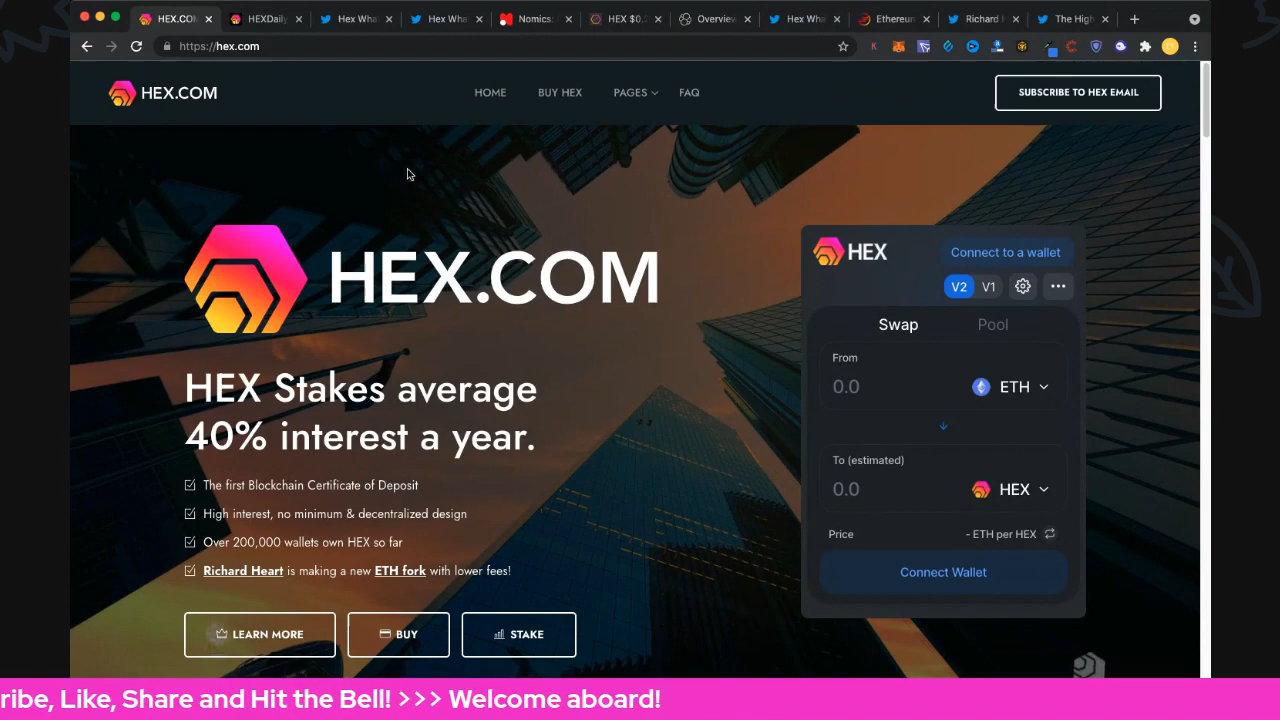 HEX.CO
HEXDaily
Hex Wha
Hex Wha
Nomics:
HEX $0.
Overview
Hex Wha
Ethereun
Richard
The High
https://hex.com
HEX.COM
HOME
BUY HEX
PAGES
FAQ
SUBSCRIBE TO HEX EMAIL
HEX.COM
HEX Stakes average
40% interest a year.
The first Blockchain Certificate of Deposit
High interest, no minimum & decentralized design
Over 200,000 wallets own HEX so far
Richard Heart is making a new ETH fork with lower fees!
LEARN MORE
BUY
STAKE
HEX
Connect to a wallet
V2 V1
Swap Pool
From
0.0 ETH
To (estimated)
0.0 HEX
Price - ETH per HEX
Connect Wallet
ribe, Like, Share and Hit the Bell! >>> Welcome aboard!